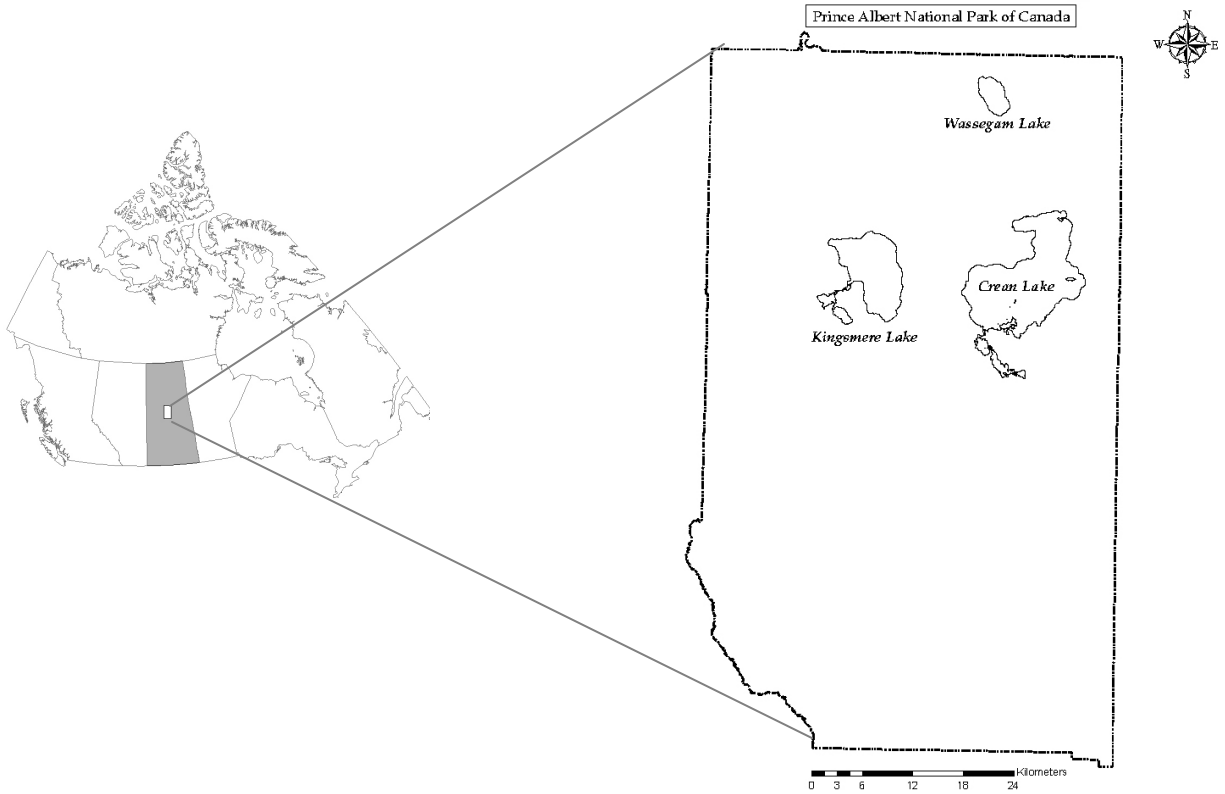 Prince Albert National Park of Canada
N
W E
S
Wassegam Lake
Crean Lake
Kingsmere Lake
Kilometers
0 3 6 12 18 24